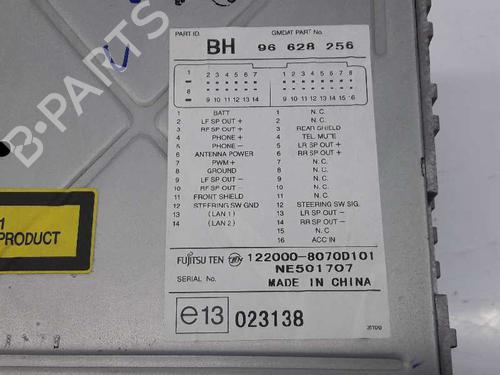 B-Parts
1
PRODUCT
PART ID. GMDAT PART No.
BH 96 628 256
1 2 3 4 5 6 7
8 9 10 11 12 13 14
1 2 3 4 5 6 7 8
9 10 11 12 13 14 15 16
1 BATT 1 N.C.
2 LF SP OUT + 2 N.C.
3 RF SP OUT + 3 REAR SHIELD
4 PHONE + 4 TEL MUTE
5 PHONE − 5 LR SP OUT +
6 ANTENNA POWER 6 RR SP OUT +
7 PWM + 7 N.C.
8 GROUND 8 N.C.
9 LF SP OUT − 9 N.C.
10 RF SP OUT − 10 N.C.
11 FRONT SHIELD 11 N.C.
12 STEERING SW GND 12 STEERING SW SIG.
13 (LAN 1) 13 LR SP OUT −
14 (LAN 2) 14 RR SP OUT −
15 N.C.
16 ACC IN
FUJITSU TEN 122000-8070D101
NE501707
SERIAL No. MADE IN CHINA
e13 023138